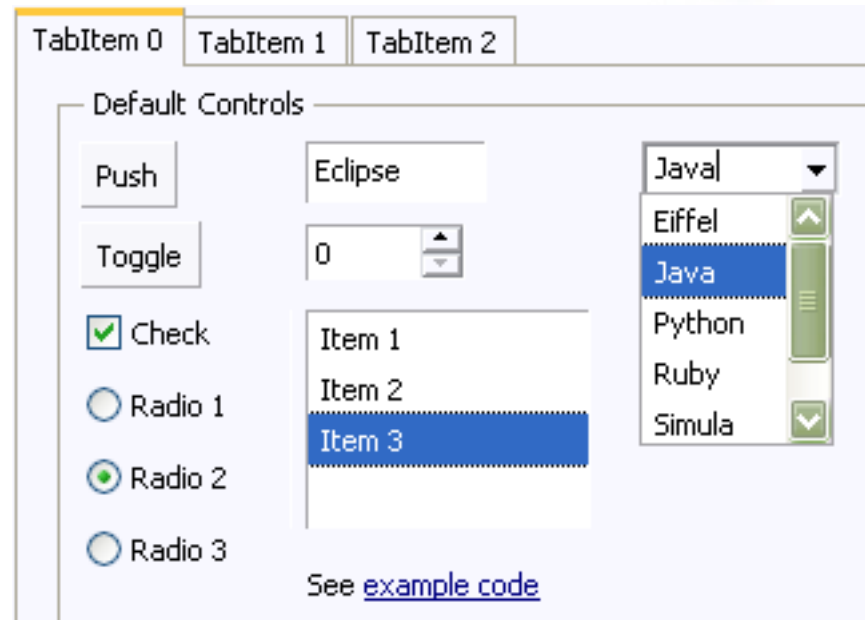 TabItem 0 TabItem 1 TabItem 2
Default Controls
Push
Eclipse
Java
Toggle
0
Eiffel
Java
Python
Ruby
Simula
Check
Radio 1
Radio 2
Radio 3
Item 1
Item 2
Item 3
See example code